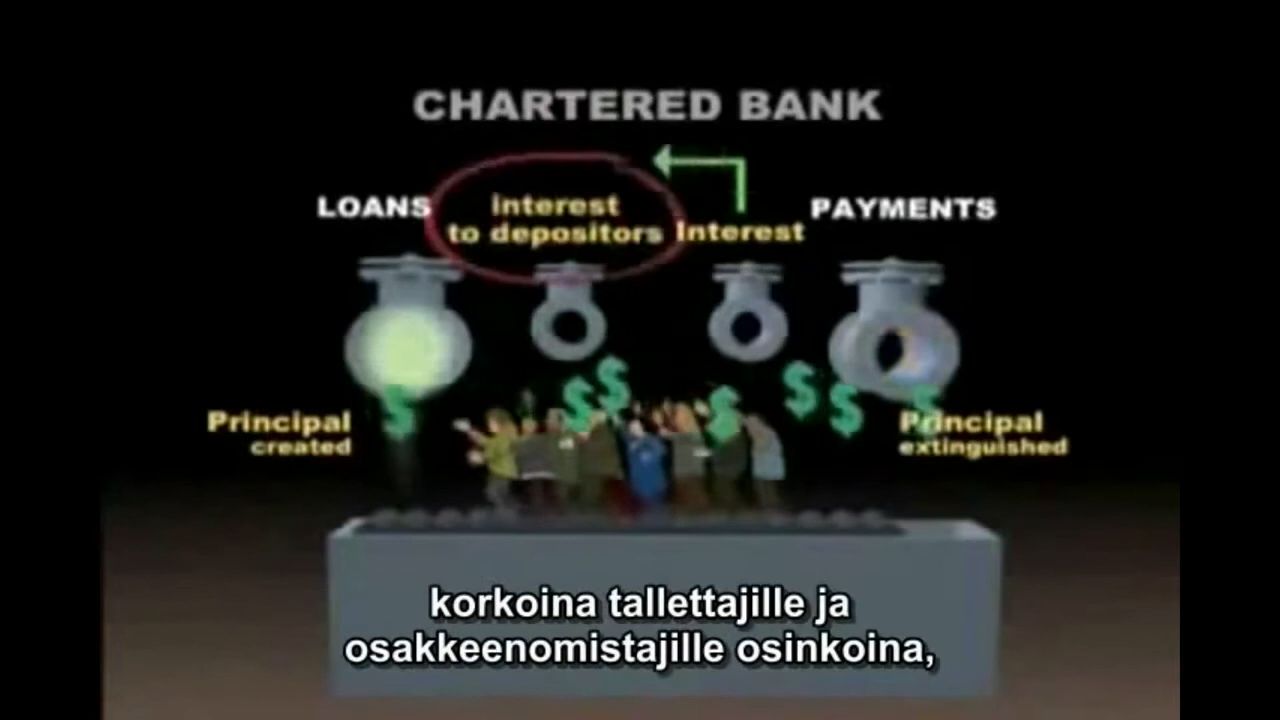 CHARTERED BANK
LOANS
interest
to depositors
Interest
PAYMENTS
Principal
created
Principal
extinguished
korkoina tallettajille ja
osakkeenomistajille osinkoina,